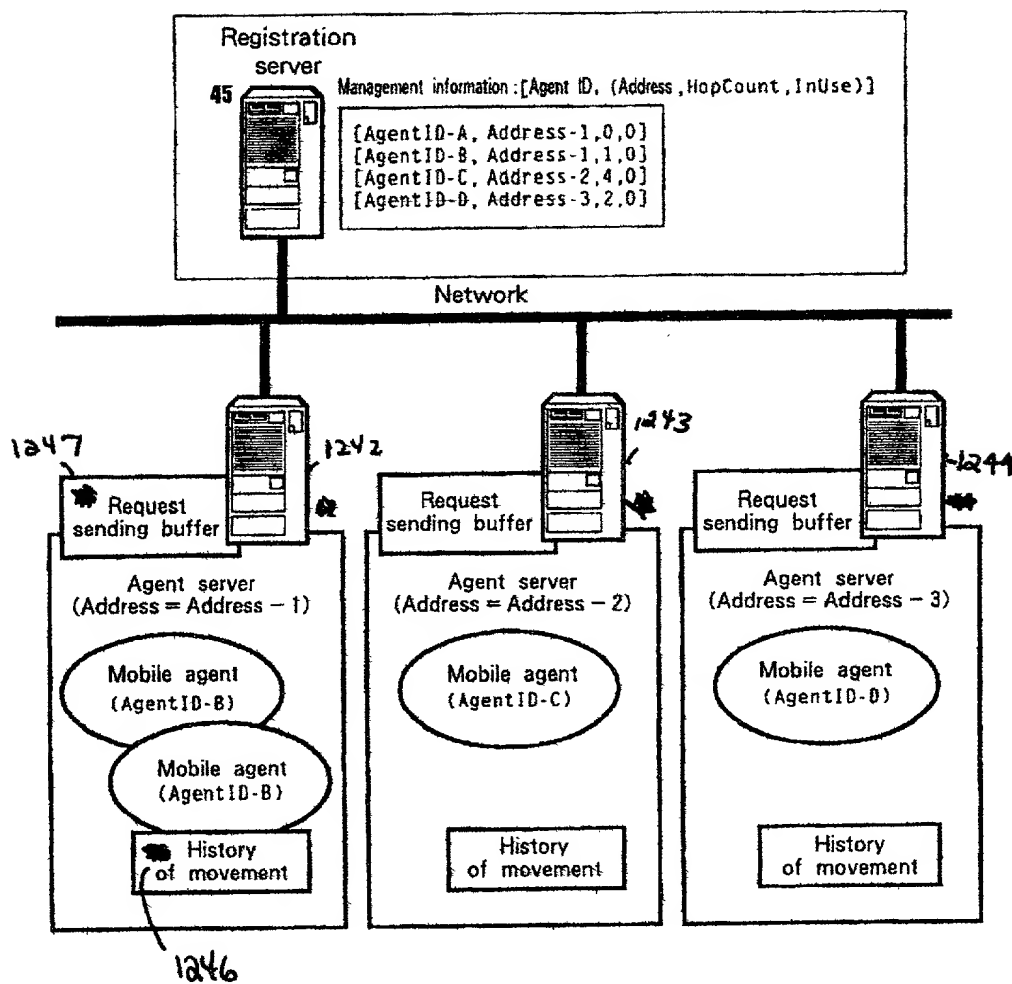 Registration
server
45
Management information :[Agent ID, (Address,HopCount,InUse)]
[AgentID-A, Address-1,0,0]
[AgentID-B, Address-1,1,0]
[AgentID-C, Address-2,4,0]
[AgentID-D, Address-3,2,0]
Network
1247
1242
1243
1244
Request
sending buffer
Request
sending buffer
Request
sending buffer
Agent server
(Address = Address - 1)
Agent server
(Address = Address - 2)
Agent server
(Address = Address - 3)
Mobile agent
(AgentID-B)
Mobile agent
(AgentID-C)
Mobile agent
(AgentID-D)
Mobile agent
(AgentID-B)
History
of movement
History
of movement
History
of movement
1246